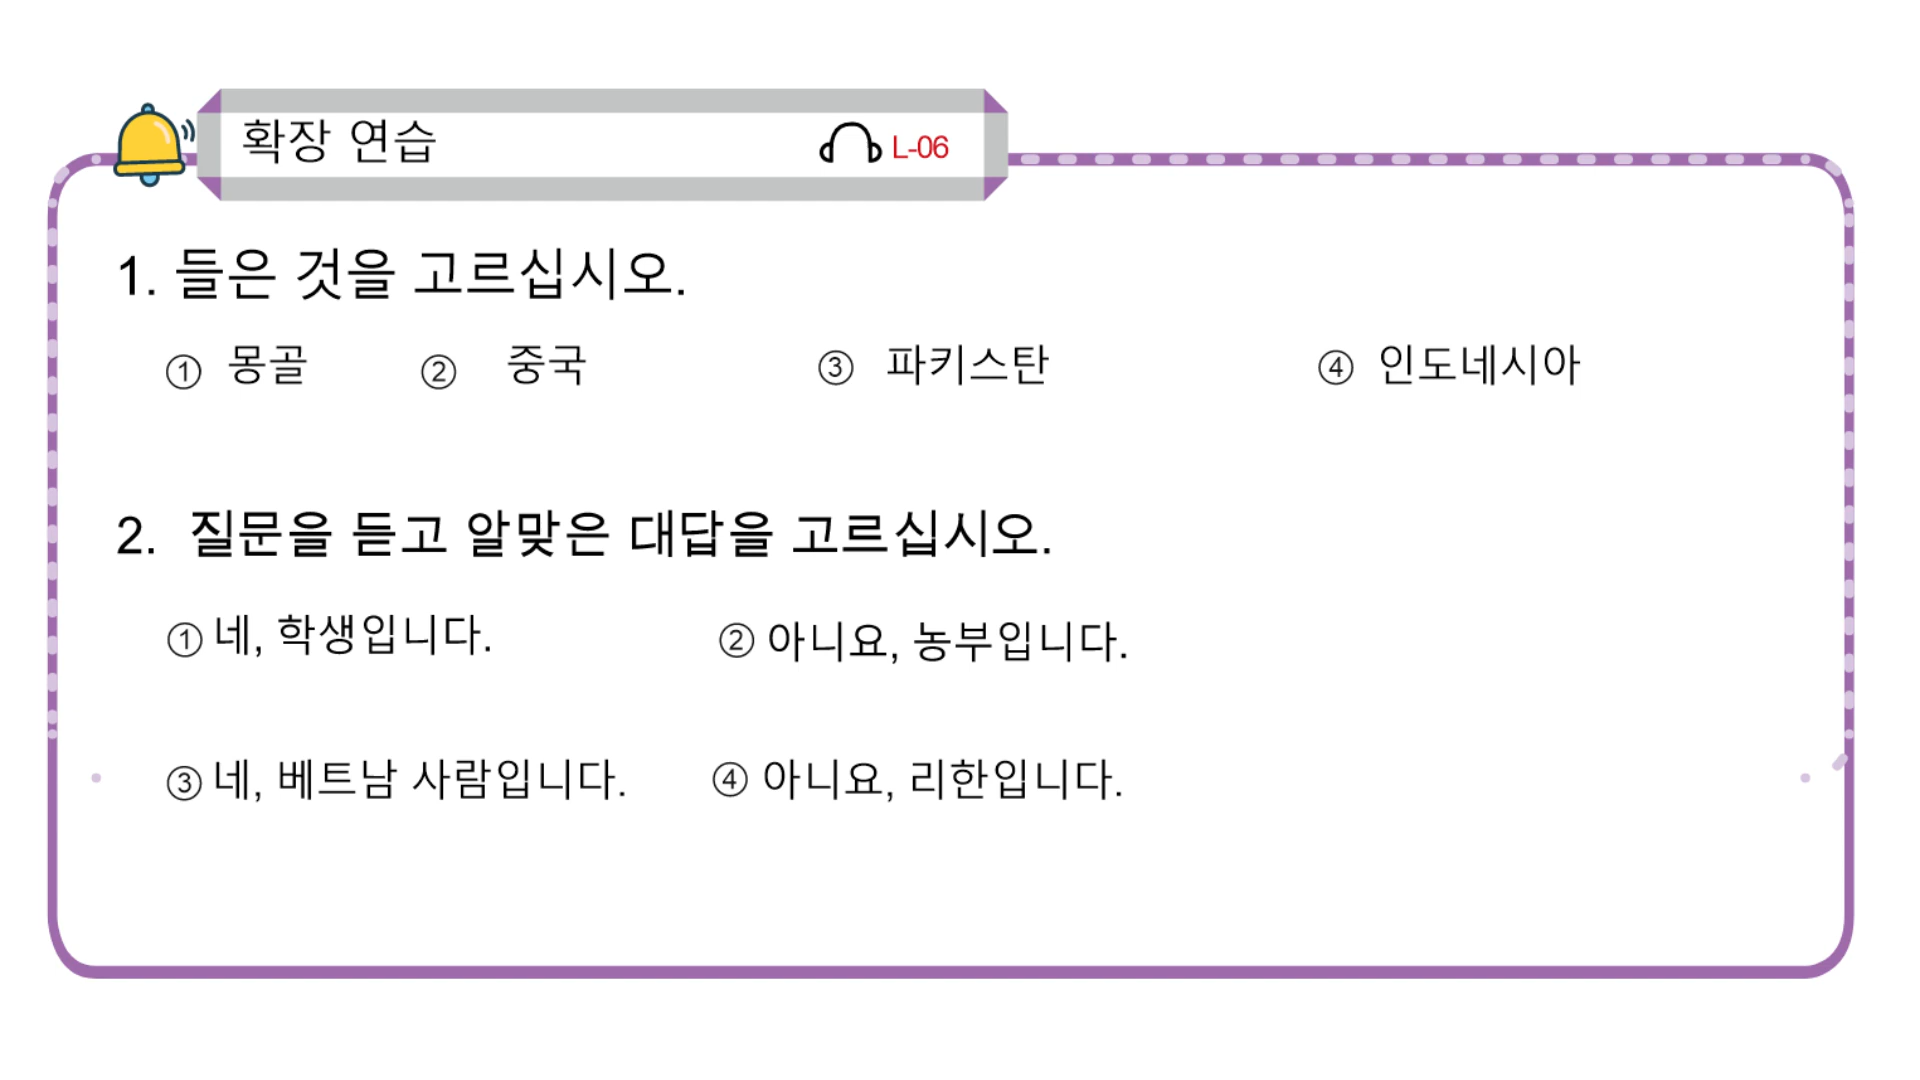 확장 연습 L-06
1. 들은 것을 고르십시오.
① 몽골 ② 중국 ③ 파키스탄 ④ 인도네시아
2. 질문을 듣고 알맞은 대답을 고르십시오.
① 네, 학생입니다. ② 아니요, 농부입니다.
③ 네, 베트남 사람입니다. ④ 아니요, 리한입니다.